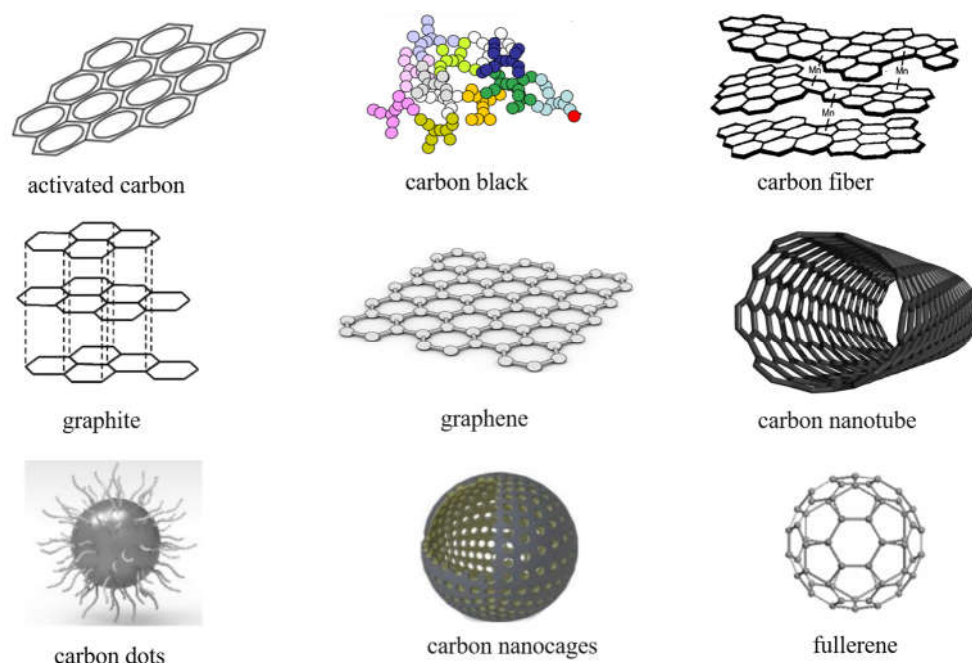 activated carbon
carbon black
Mn
Mn
Mn
carbon fiber
graphite
graphene
carbon nanotube
carbon dots
carbon nanocages
fullerene